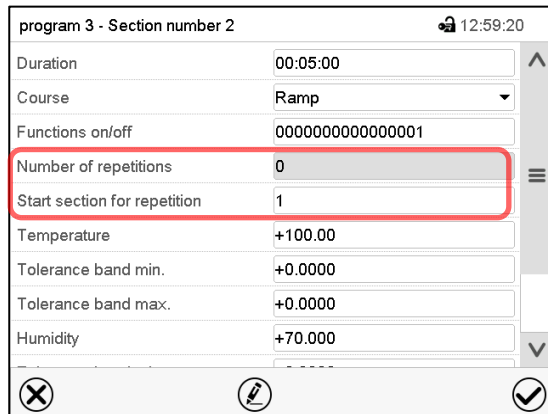 program 3 - Section number 2 12:59:20
Duration 00:05:00
Course Ramp
Functions on/off 0000000000000001
Number of repetitions 0
Start section for repetition 1
Temperature +100.00
Tolerance band min. +0.0000
Tolerance band max. +0.0000
Humidity +70.000